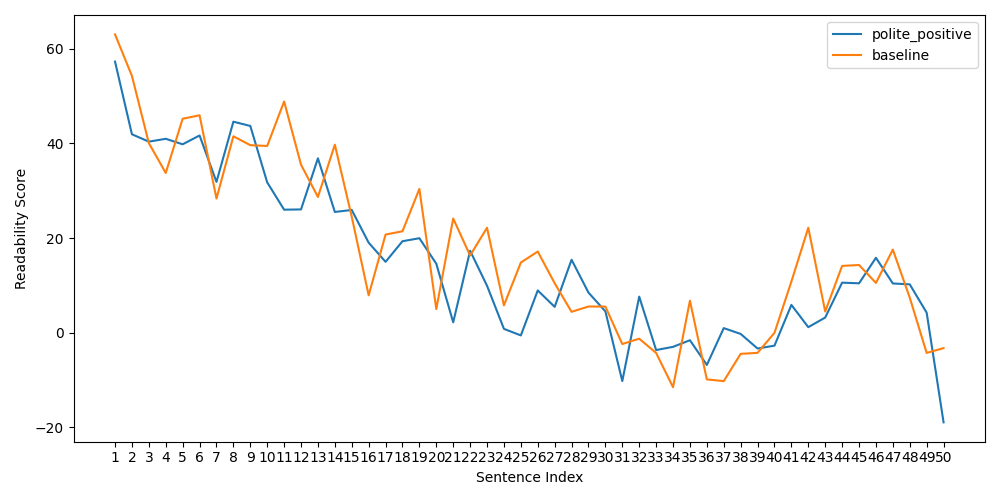 polite_positive
baseline
60
40
20
0
−20
Readability Score
1 2 3 4 5 6 7 8 9 10 11 12 13 14 15 16 17 18 19 20 21 22 23 24 25 26 27 28 29 30 31 32 33 34 35 36 37 38 39 40 41 42 43 44 45 46 47 48 49 50
Sentence Index